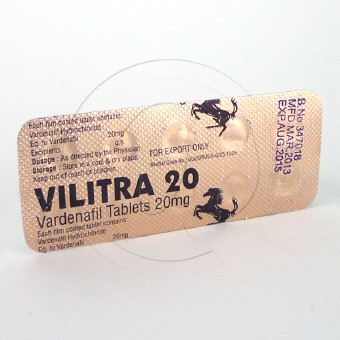 Each film coated tablet contains:
Vardenafil Hydrochloride
Eq. to Vardenafil 20mg
Excipients q.s.
Dosage : As directed by the Physician
Storage : Store in a cool & dry place.
Keep out of reach of children.
FOR EXPORT ONLY
VILITRA 20
Vardenafil Tablets 20mg
Each film coated tablet contains:
Vardenafil Hydrochloride
Eq. to Vardenafil 20mg
B.No 347018
MFD.MAR.2013
EXP.AUG.2015